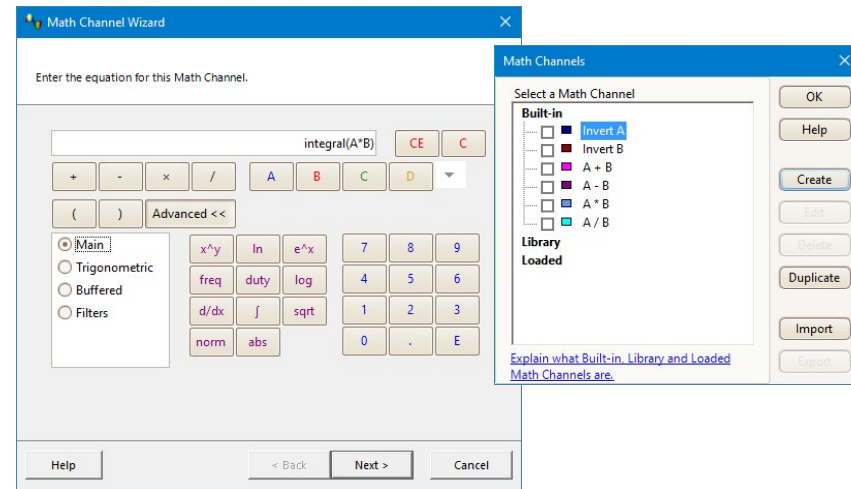 Math Channel Wizard
Enter the equation for this Math Channel.
integral(A*B)
CE C
+ - × / A B C D
( ) Advanced <<
Main
Trigonometric
Buffered
Filters
x^y ln e^x 7 8 9
freq duty log 4 5 6
d/dx ∫ sqrt 1 2 3
norm abs 0 . E
Help < Back Next > Cancel
Math Channels
Select a Math Channel
Built-in
Invert A
Invert B
A + B
A - B
A * B
A / B
Library
Loaded
OK
Help
Create
Edit
Delete
Duplicate
Import
Export
Explain what Built-in, Library and Loaded
Math Channels are.